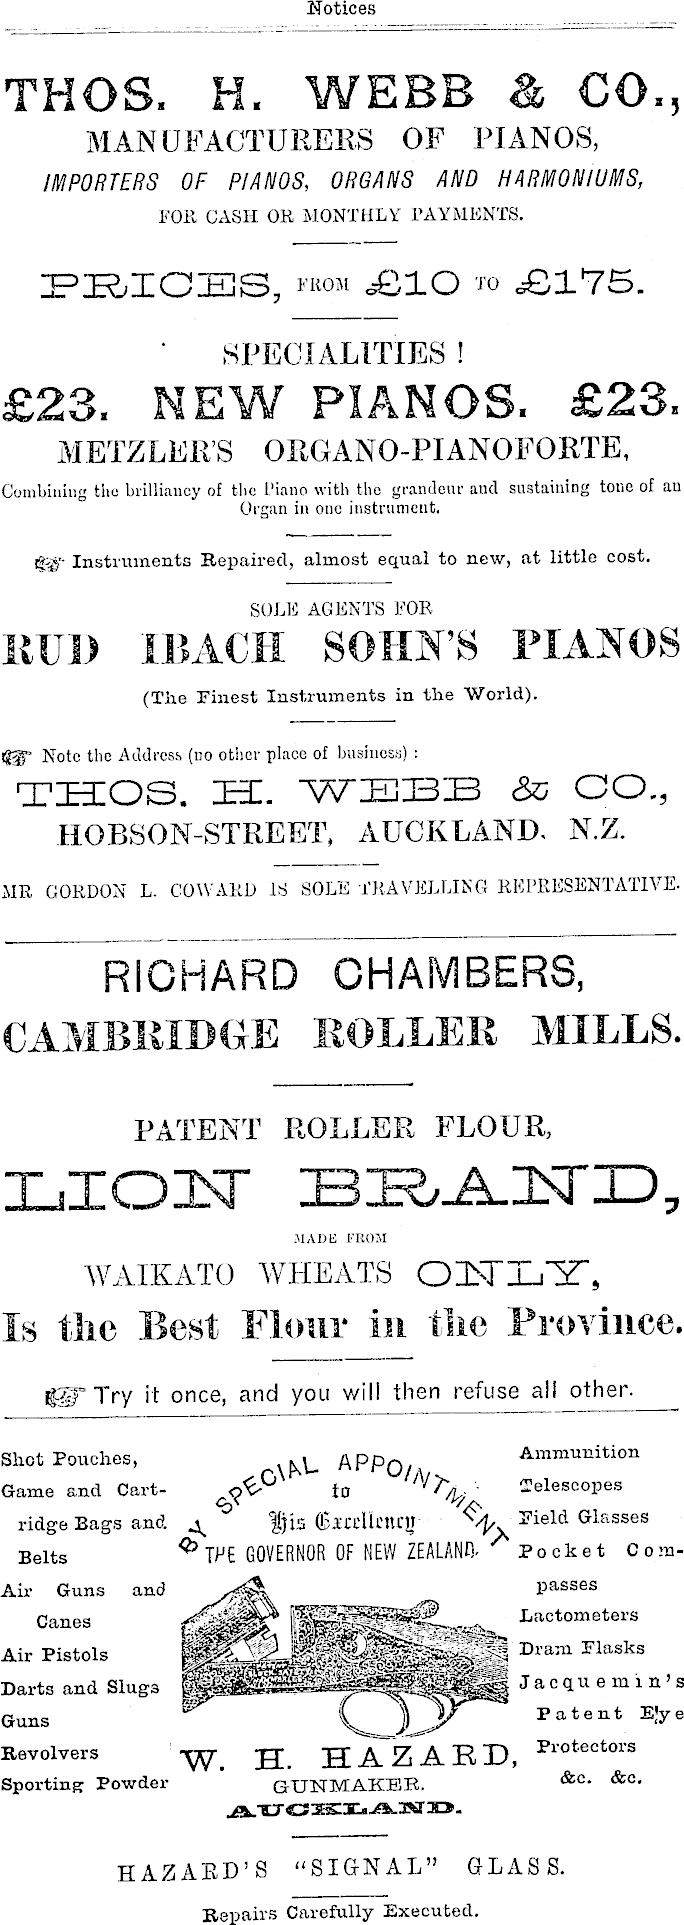 Notices
THOS. H. WEBB & CO.,
MANUFACTURERS OF PIANOS,
IMPORTERS OF PIANOS, ORGANS AND HARMONIUMS,
FOR CASH OR MONTHLY PAYMENTS.
PRICES, FROM £10 TO £175.
SPECIALITIES !
£23. NEW PIANOS. £23.
METZLER'S ORGANO-PIANOFORTE,
Combining the brilliancy of the Piano with the grandeur and sustaining tone of an
Organ in one instrument.
Instruments Repaired, almost equal to new, at little cost.
SOLE AGENTS FOR
RUD IBACH SOHN'S PIANOS
(The Finest Instruments in the World).
Note the Address (no other place of business) :
THOS. H. WEBB & CO.,
HOBSON-STREET, AUCKLAND. N.Z.
MR GORDON L. COWARD IS SOLE TRAVELLING REPRESENTATIVE.
RICHARD CHAMBERS,
CAMBRIDGE ROLLER MILLS.
PATENT ROLLER FLOUR,
LION BRAND,
MADE FROM
WAIKATO WHEATS ONLY,
Is the Best Flour in the Province.
Try it once, and you will then refuse all other.
Shot Pouches,
Game and Cart-
ridge Bags and
Belts
Air Guns and
Canes
Air Pistols
Darts and Slugs
Guns
Revolvers
Sporting Powder
BY SPECIAL APPOINTMENT
to
His Excellency
THE GOVERNOR OF NEW ZEALAND.
W. H. HAZARD,
GUNMAKER.
AUCKLAND.
Ammunition
Telescopes
Field Glasses
Pocket Com-
passes
Lactometers
Dram Flasks
Jacquemin's
Patent Eye
Protectors
&c. &c.
HAZARD'S "SIGNAL" GLASS.
Repairs Carefully Executed.